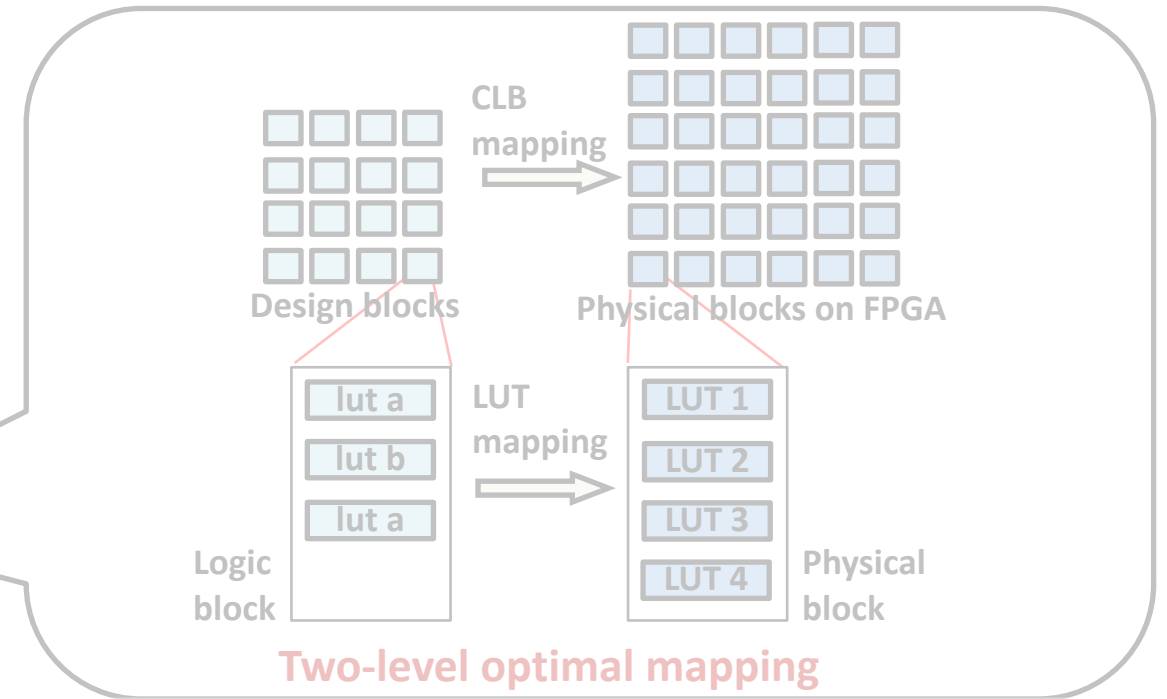 CLB
mapping
Design blocks
Physical blocks on FPGA
lut a
lut b
lut a
Logic
block
LUT
mapping
LUT 1
LUT 2
LUT 3
LUT 4
Physical
block
Two-level optimal mapping